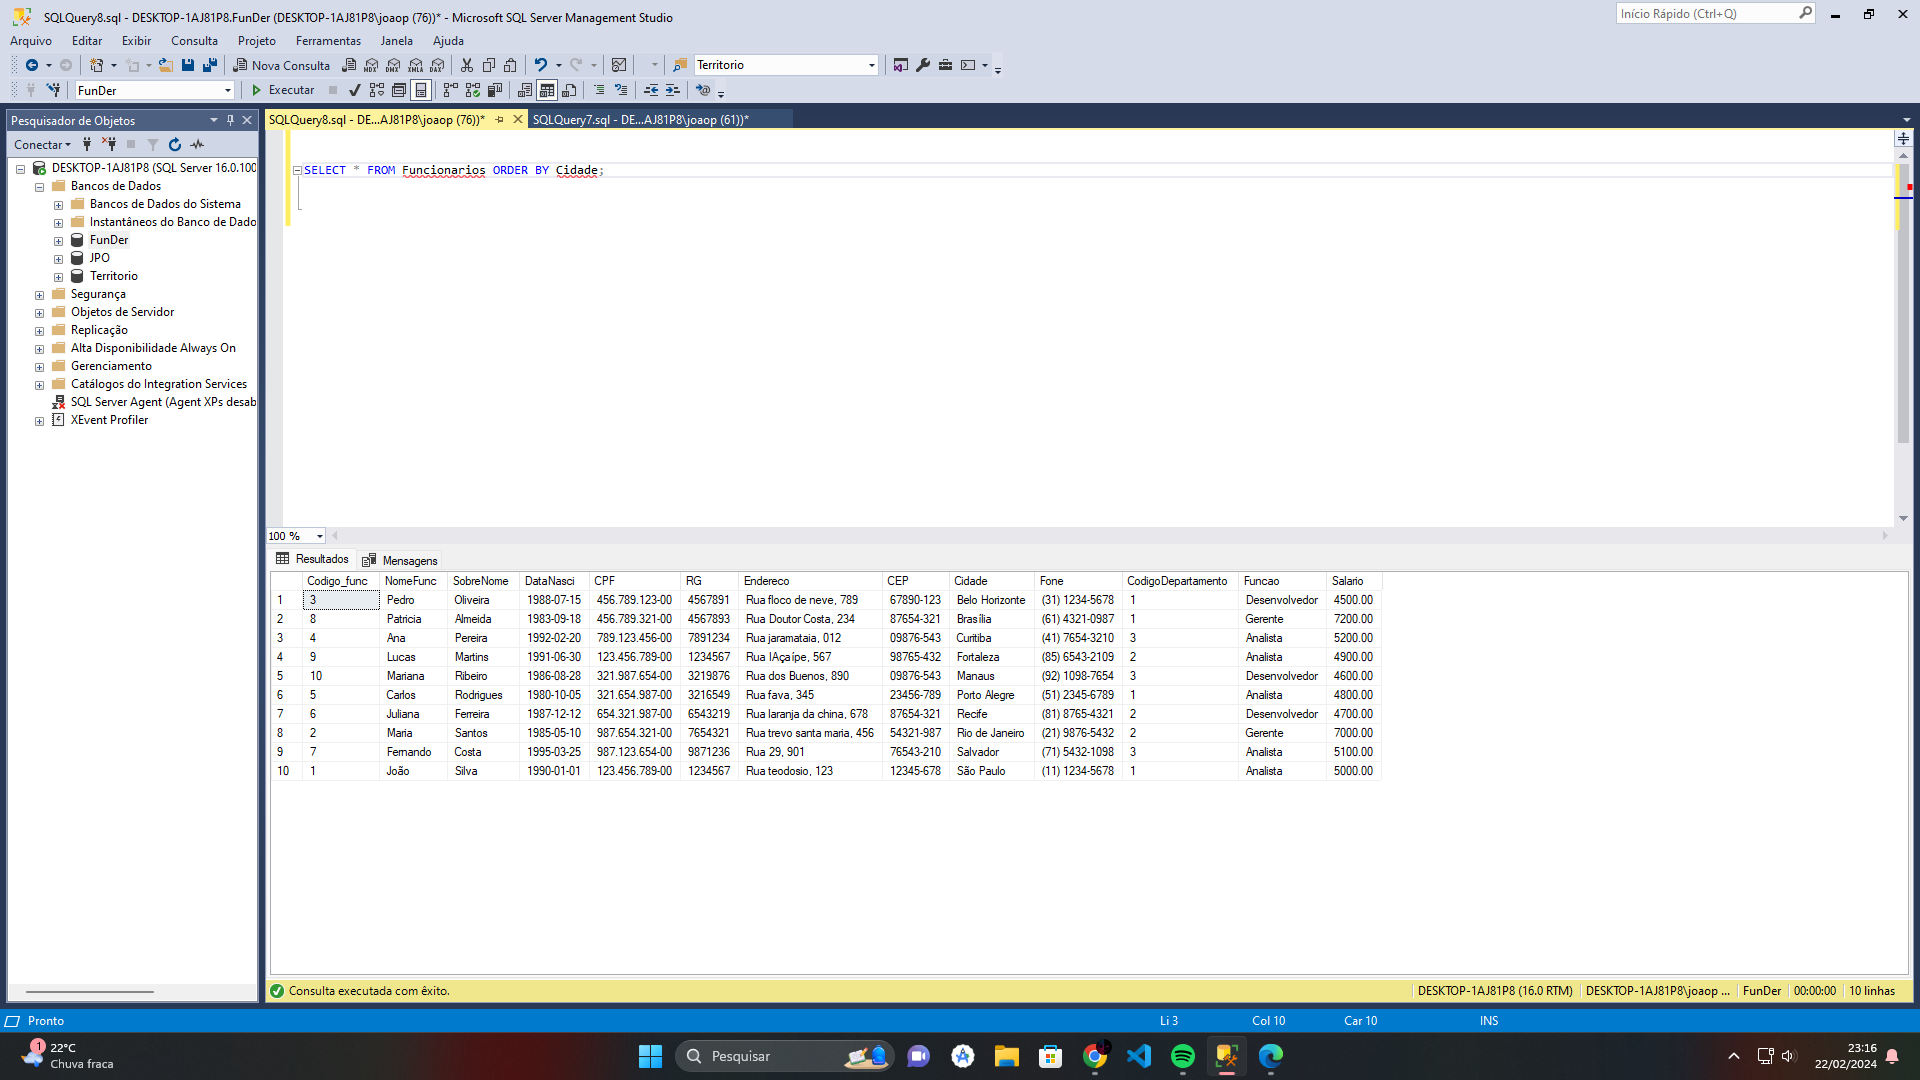 SQLQuery8.sql - DESKTOP-1AJ81P8.FunDer (DESKTOP-1AJ81P8\joaop (76))* - Microsoft SQL Server Management Studio
Início Rápido (Ctrl+Q)
Arquivo Editar Exibir Consulta Projeto Ferramentas Janela Ajuda
Nova Consulta MDX DMX XMLA DAX Territorio
FunDer Executar
Pesquisador de Objetos
SQLQuery8.sql - DE...AJ81P8\joaop (76))* SQLQuery7.sql - DE...AJ81P8\joaop (61))*
Conectar
DESKTOP-1AJ81P8 (SQL Server 16.0.100
Bancos de Dados
Bancos de Dados do Sistema
Instantâneos do Banco de Dado
FunDer
JPO
Territorio
Segurança
Objetos de Servidor
Replicação
Alta Disponibilidade Always On
Gerenciamento
Catálogos do Integration Services
SQL Server Agent (Agent XPs desab
XEvent Profiler
SELECT * FROM Funcionarios ORDER BY Cidade;
100 %
Resultados Mensagens
Codigo_func NomeFunc SobreNome DataNasci CPF RG Endereco CEP Cidade Fone CodigoDepartamento Funcao Salario
1 3 Pedro Oliveira 1988-07-15 456.789.123-00 4567891 Rua floco de neve, 789 67890-123 Belo Horizonte (31) 1234-5678 1 Desenvolvedor 4500.00
2 8 Patricia Almeida 1983-09-18 456.789.321-00 4567893 Rua Doutor Costa, 234 87654-321 Brasília (61) 4321-0987 1 Gerente 7200.00
3 4 Ana Pereira 1992-02-20 789.123.456-00 7891234 Rua jaramataia, 012 09876-543 Curitiba (41) 7654-3210 3 Analista 5200.00
4 9 Lucas Martins 1991-06-30 123.456.789-00 1234567 Rua IAçaípe, 567 98765-432 Fortaleza (85) 6543-2109 2 Analista 4900.00
5 10 Mariana Ribeiro 1986-08-28 321.987.654-00 3219876 Rua dos Buenos, 890 09876-543 Manaus (92) 1098-7654 3 Desenvolvedor 4600.00
6 5 Carlos Rodrigues 1980-10-05 321.654.987-00 3216549 Rua fava, 345 23456-789 Porto Alegre (51) 2345-6789 1 Analista 4800.00
7 6 Juliana Ferreira 1987-12-12 654.321.987-00 6543219 Rua laranja da china, 678 87654-321 Recife (81) 8765-4321 2 Desenvolvedor 4700.00
8 2 Maria Santos 1985-05-10 987.654.321-00 7654321 Rua trevo santa maria, 456 54321-987 Rio de Janeiro (21) 9876-5432 2 Gerente 7000.00
9 7 Fernando Costa 1995-03-25 987.123.654-00 9871236 Rua 29, 901 76543-210 Salvador (71) 5432-1098 3 Analista 5100.00
10 1 João Silva 1990-01-01 123.456.789-00 1234567 Rua teodosio, 123 12345-678 São Paulo (11) 1234-5678 1 Analista 5000.00
Consulta executada com êxito. DESKTOP-1AJ81P8 (16.0 RTM) DESKTOP-1AJ81P8\joaop ... FunDer 00:00:00 10 linhas
Pronto Li 3 Col 10 Car 10 INS
1 22°C
Chuva fraca
Pesquisar
23:16
22/02/2024